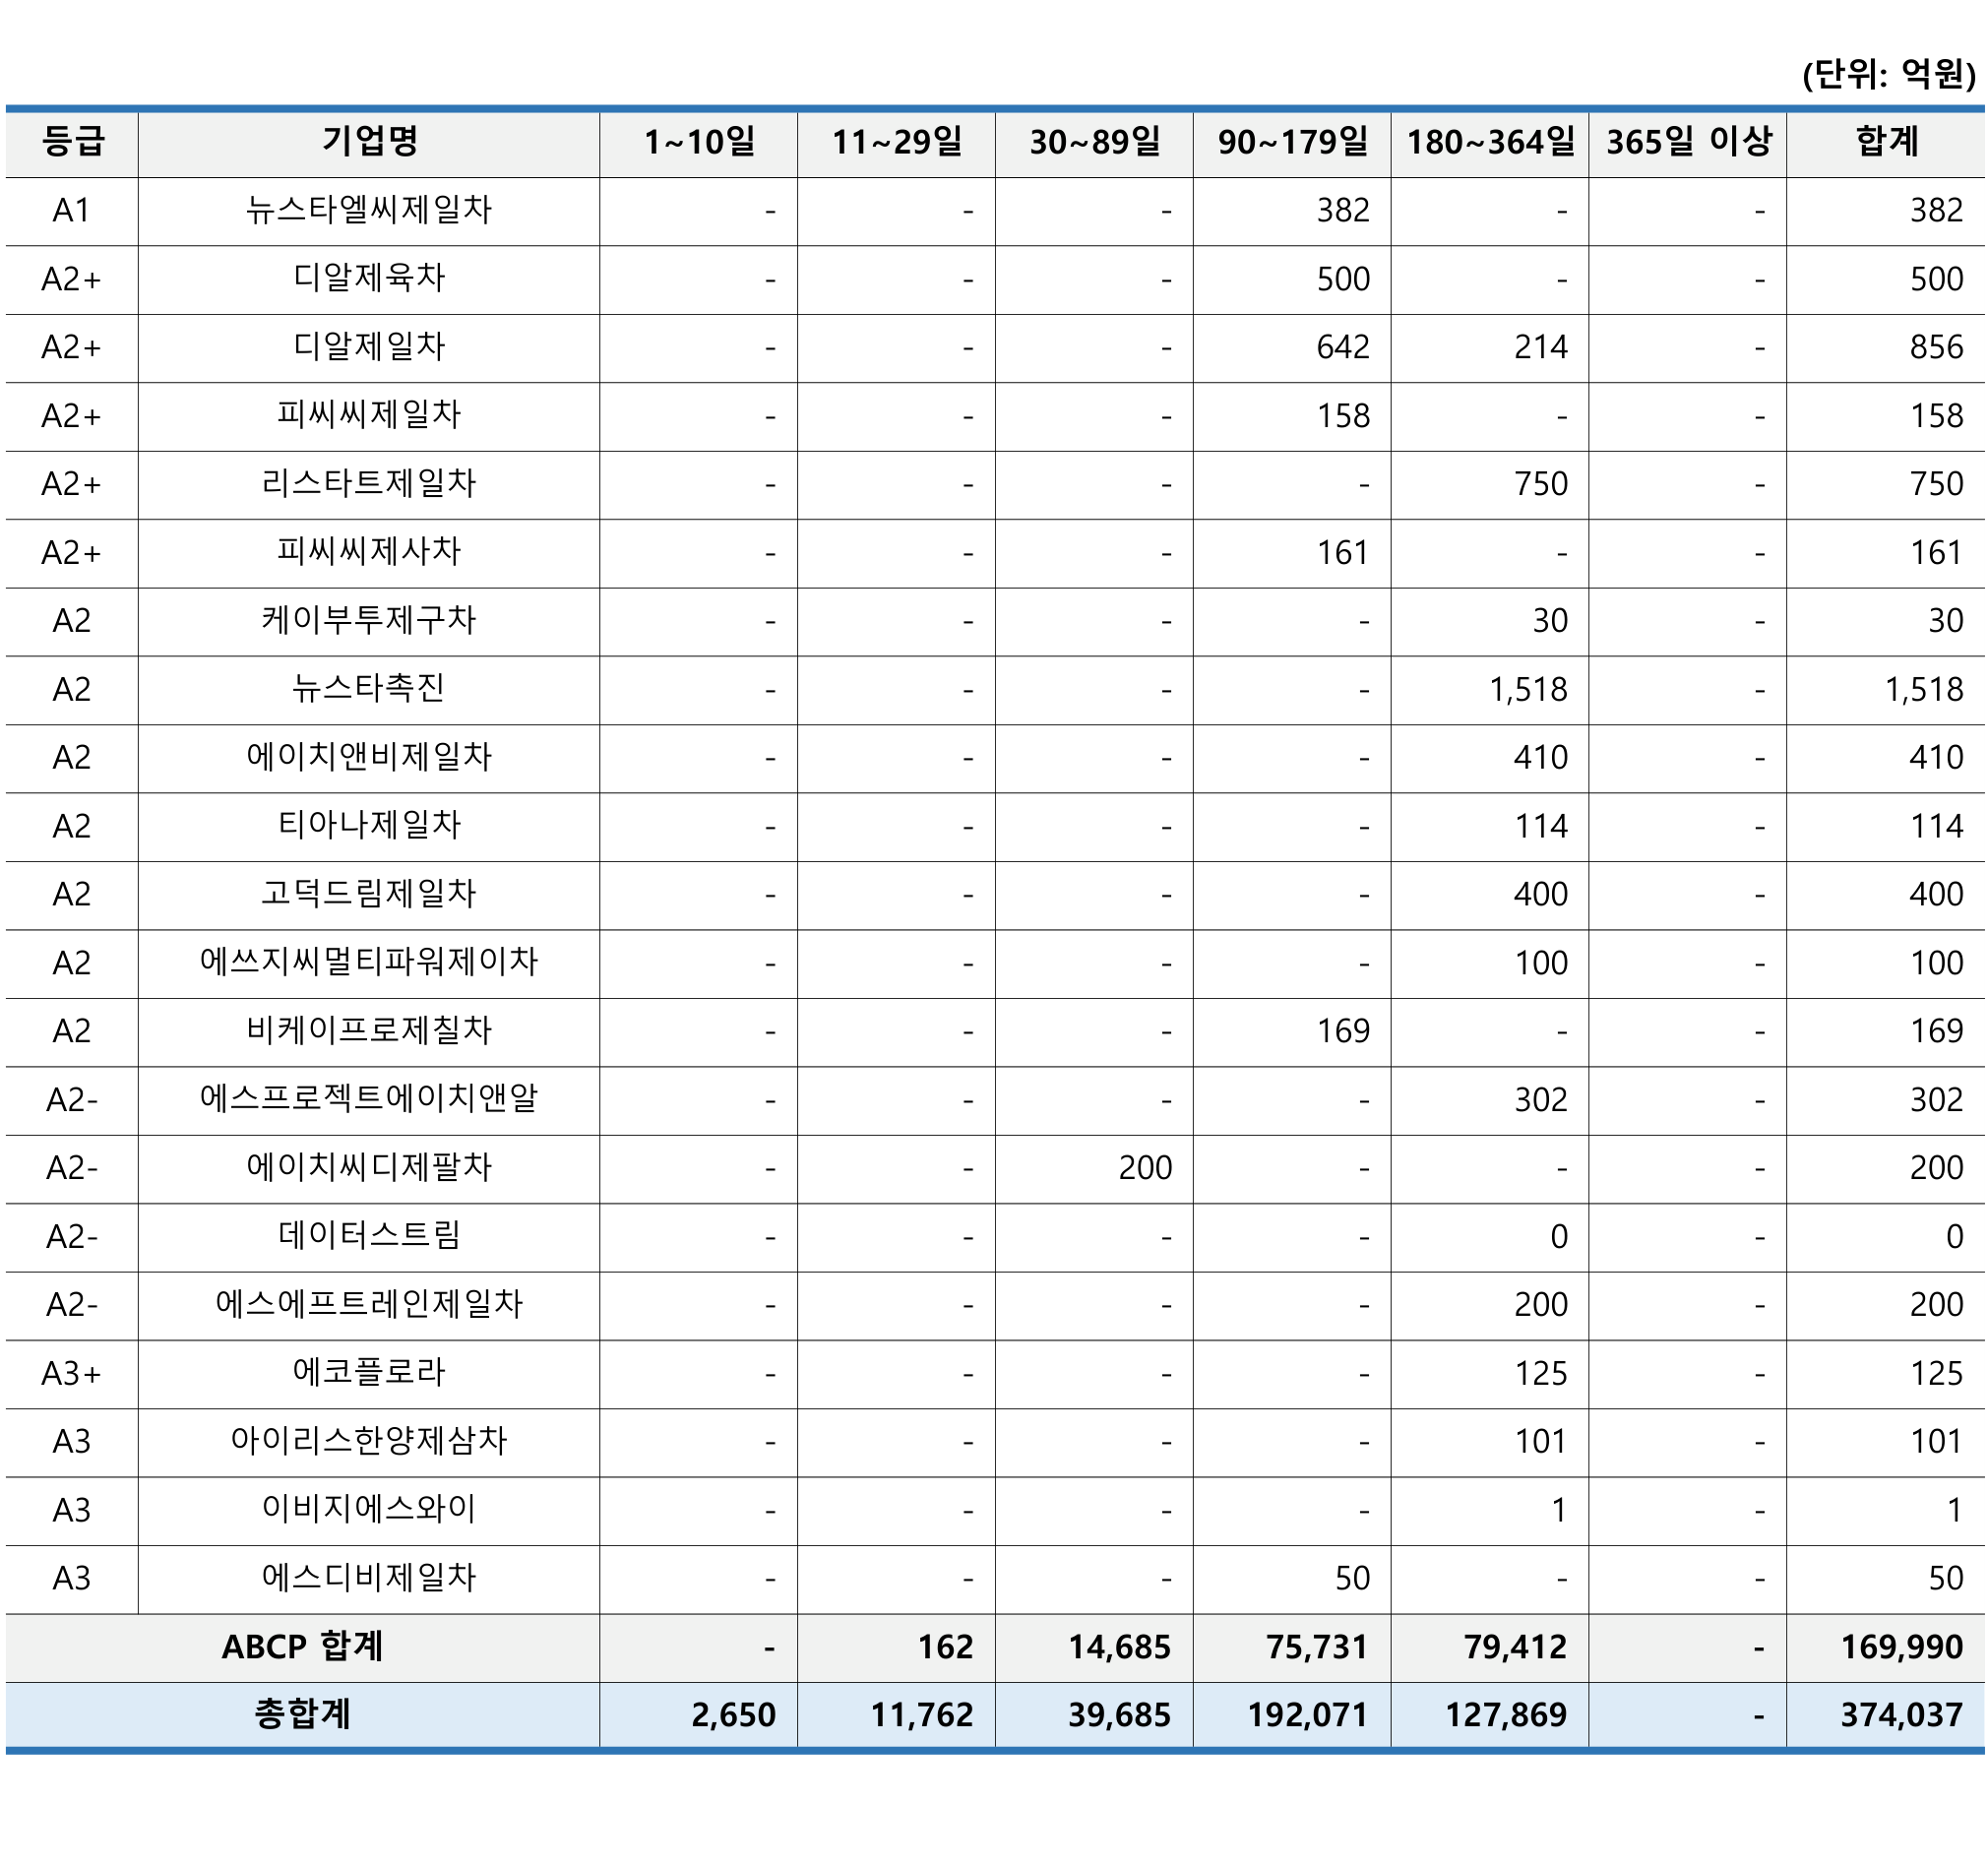 (단위: 억원)
등급 기업명 1~10일 11~29일 30~89일 90~179일 180~364일 365일 이상 합계
A1 뉴스타엘씨제일차 - - - 382 - - 382
A2+ 디알제육차 - - - 500 - - 500
A2+ 디알제일차 - - - 642 214 - 856
A2+ 피씨씨제일차 - - - 158 - - 158
A2+ 리스타트제일차 - - - - 750 - 750
A2+ 피씨씨제사차 - - - 161 - - 161
A2 케이부투제구차 - - - - 30 - 30
A2 뉴스타촉진 - - - - 1,518 - 1,518
A2 에이치앤비제일차 - - - - 410 - 410
A2 티아나제일차 - - - - 114 - 114
A2 고덕드림제일차 - - - - 400 - 400
A2 에쓰지씨멀티파워제이차 - - - - 100 - 100
A2 비케이프로제칠차 - - - 169 - - 169
A2- 에스프로젝트에이치앤알 - - - - 302 - 302
A2- 에이치씨디제팔차 - - 200 - - - 200
A2- 데이터스트림 - - - - 0 - 0
A2- 에스에프트레인제일차 - - - - 200 - 200
A3+ 에코플로라 - - - - 125 - 125
A3 아이리스한양제삼차 - - - - 101 - 101
A3 이비지에스와이 - - - - 1 - 1
A3 에스디비제일차 - - - 50 - - 50
ABCP 합계 - 162 14,685 75,731 79,412 - 169,990
총합계 2,650 11,762 39,685 192,071 127,869 - 374,037